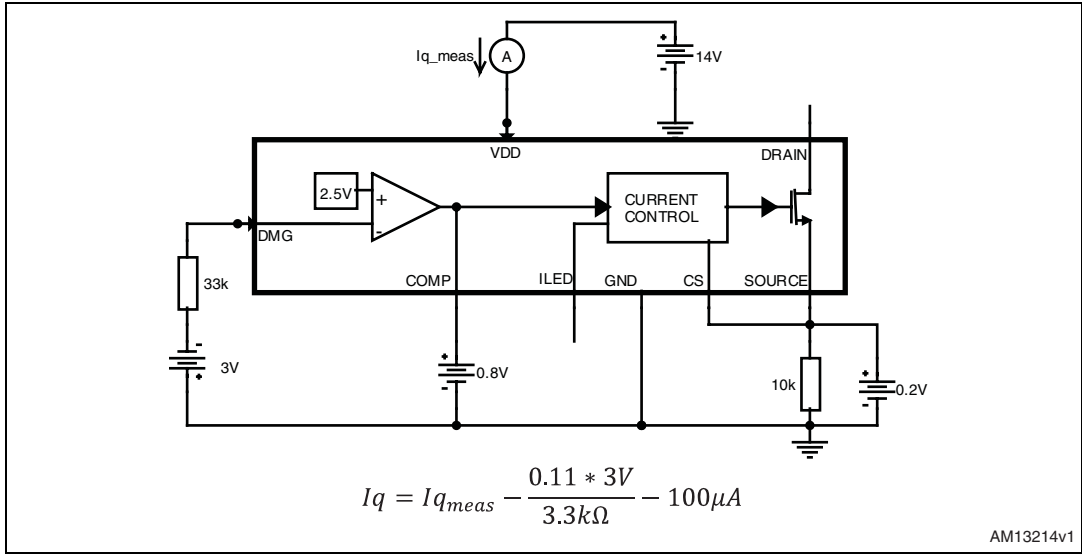 Iq_meas
A
+
-
14V
VDD
DRAIN
2.5V
+
-
CURRENT
CONTROL
DMG
33k
COMP
ILED
GND
CS
SOURCE
-
+
3V
+
-
0.8V
10k
+
-
0.2V
Iq = Iq_meas - (0.11 * 3V)/(3.3kΩ) - 100μA
AM13214v1